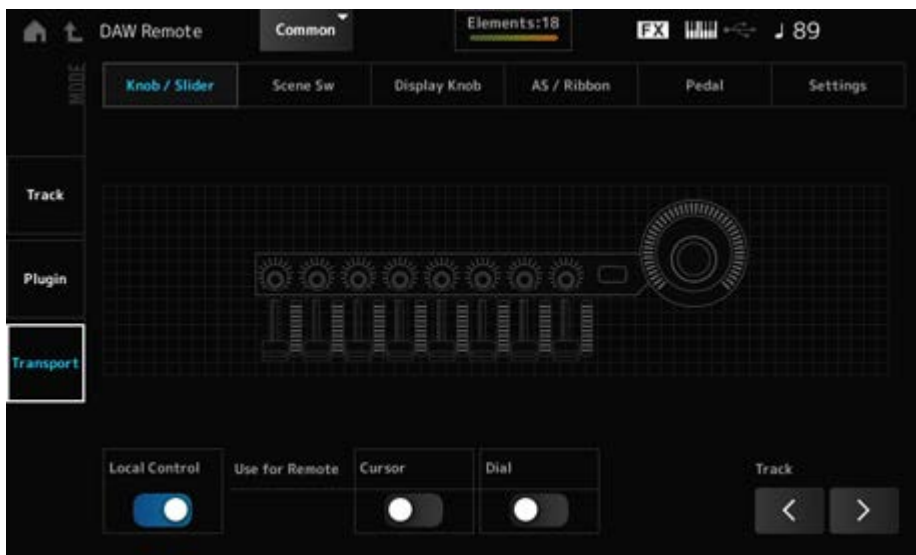 DAW Remote
Common
Elements:18
FX
♩ 89
MODE
Knob / Slider
Scene Sw
Display Knob
AS / Ribbon
Pedal
Settings
Track
Plugin
Transport
Local Control
Use for Remote
Cursor
Dial
Track